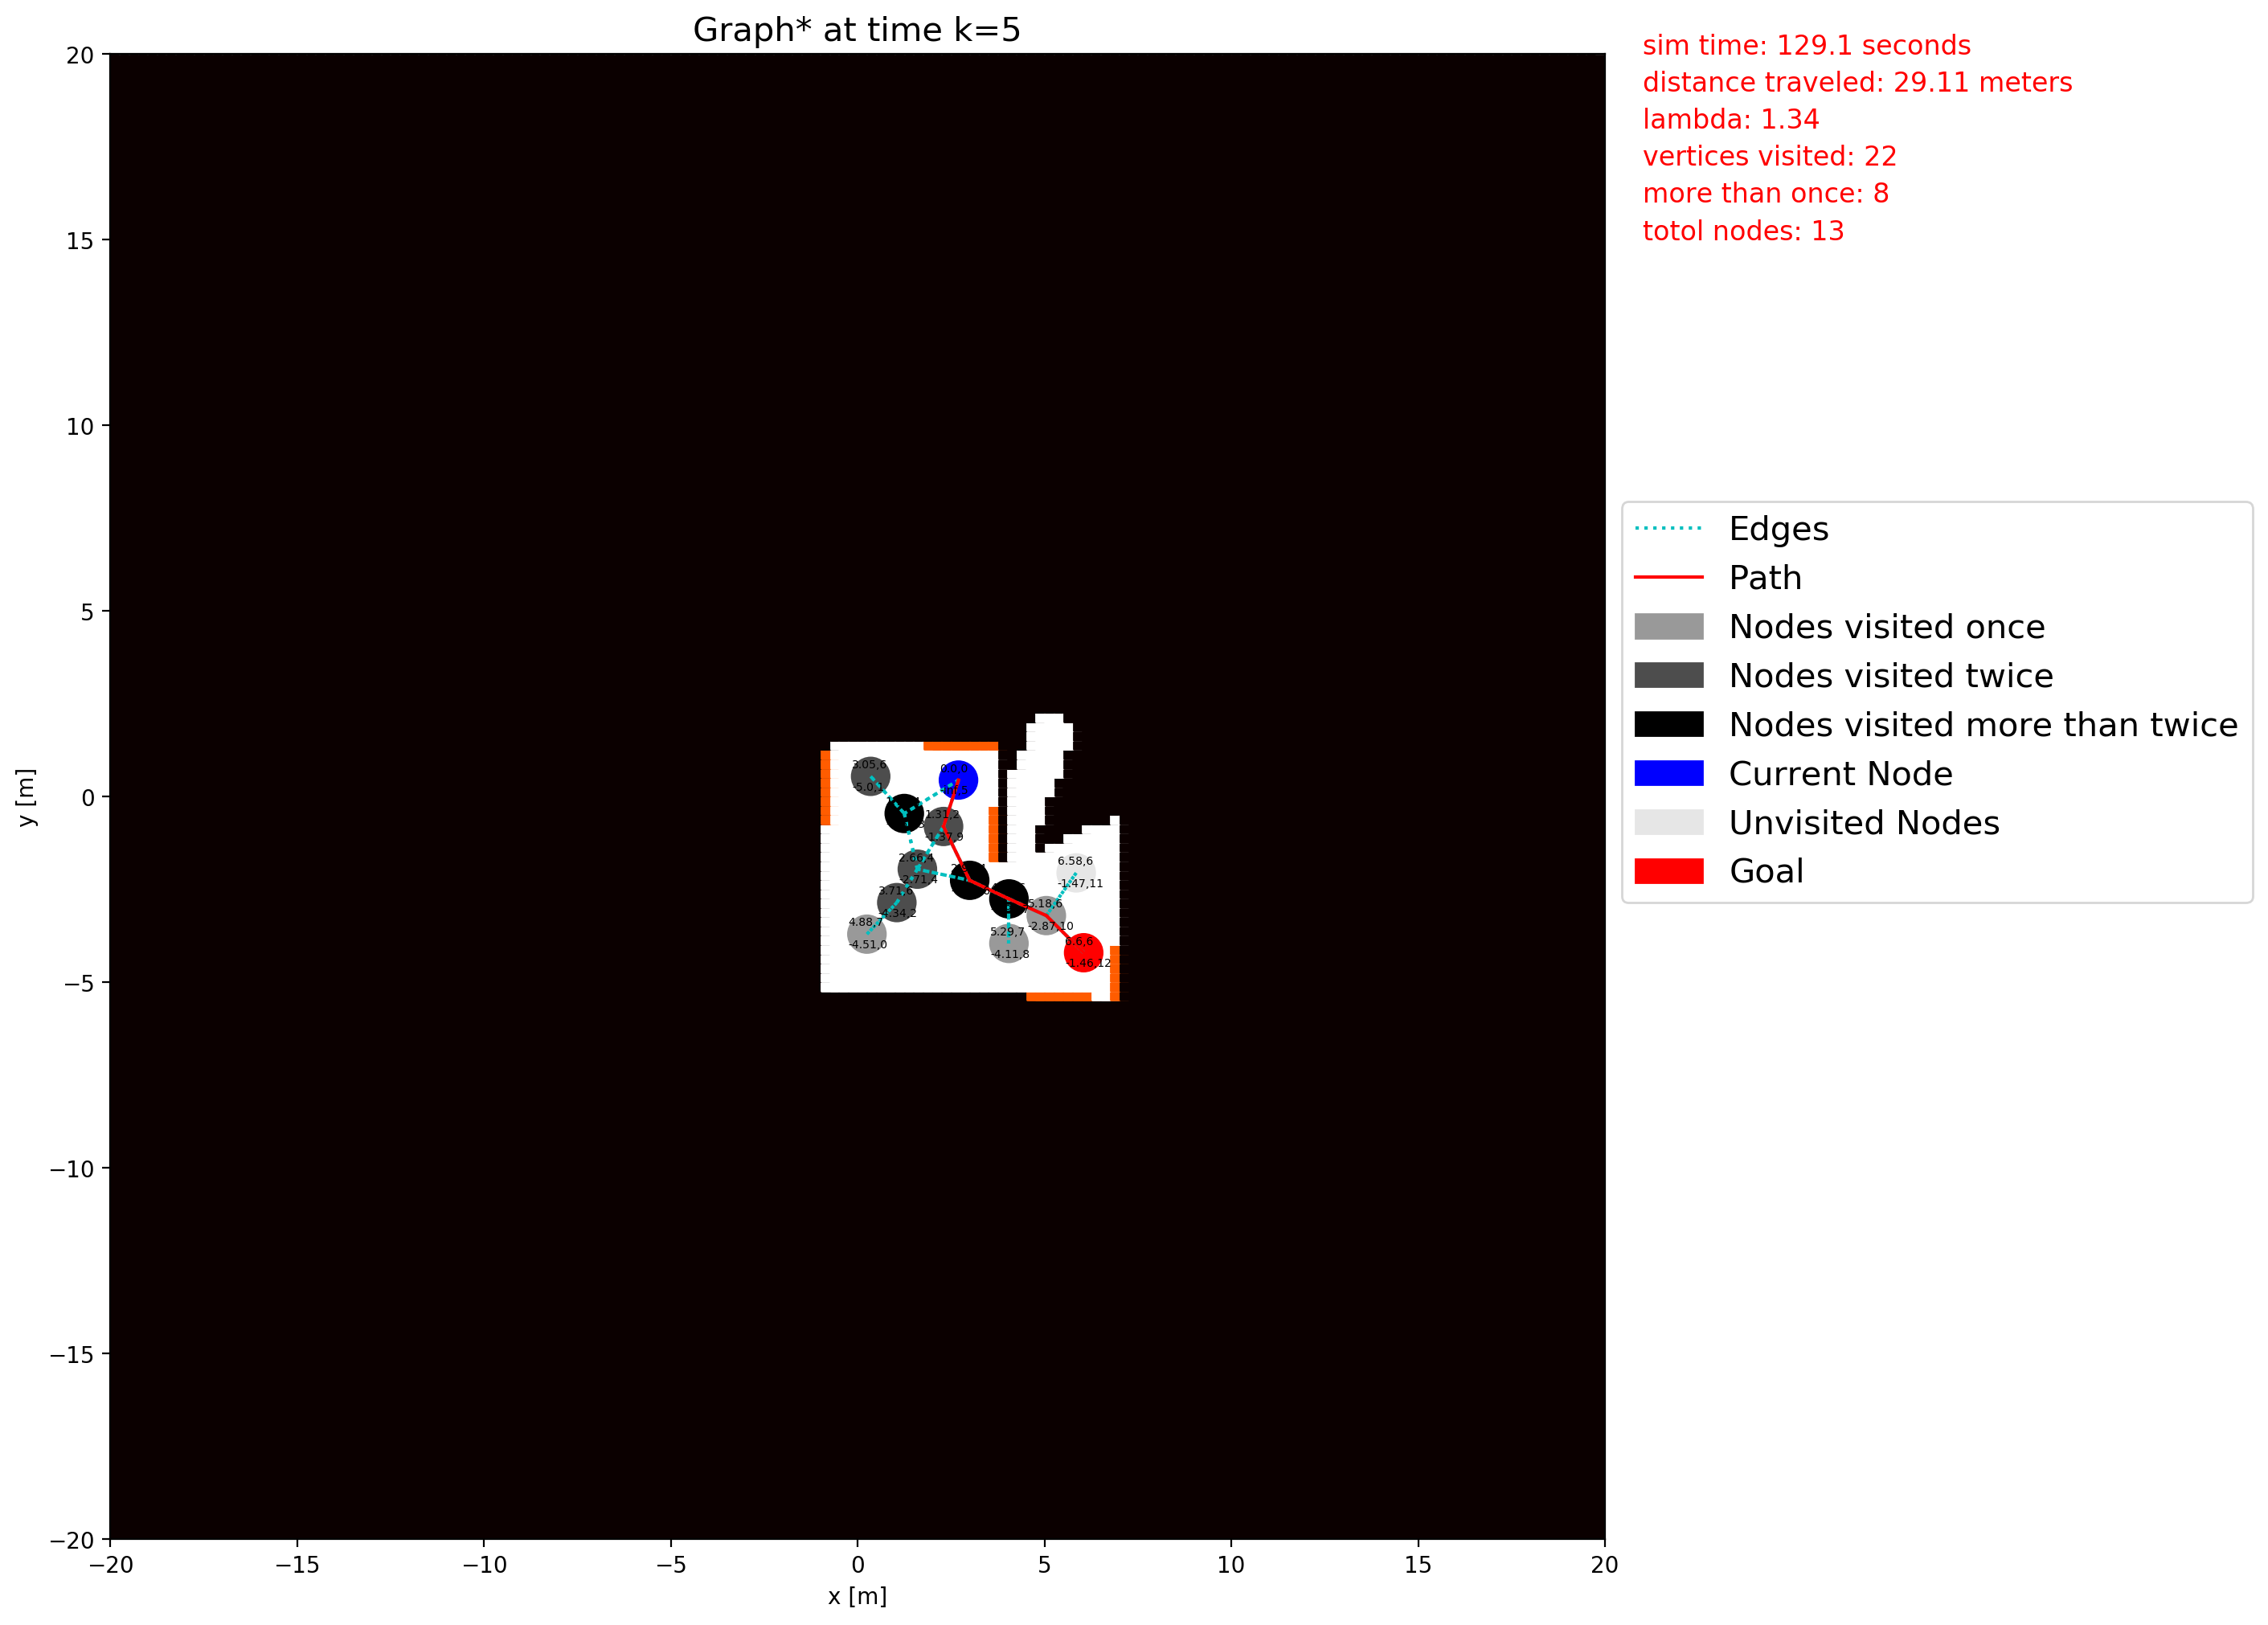 Graph* at time k=5
sim time: 129.1 seconds
distance traveled: 29.11 meters
lambda: 1.34
vertices visited: 22
more than once: 8
totol nodes: 13
20
15
10
5
0
−5
−10
−15
−20
y [m]
3.05,6
-5.0,1
0.0,0
1.31,2
-1.37,9
2.66,4
-2.71,4
3.71,6
-4.34,2
4.88,7
-4.51,0
5.29,7
-4.11,8
5.18,6
-2.87,10
6.58,6
-1.47,11
6.6,6
-1.46,12
Edges
Path
Nodes visited once
Nodes visited twice
Nodes visited more than twice
Current Node
Unvisited Nodes
Goal
−20
−15
−10
−5
0
5
10
15
20
x [m]